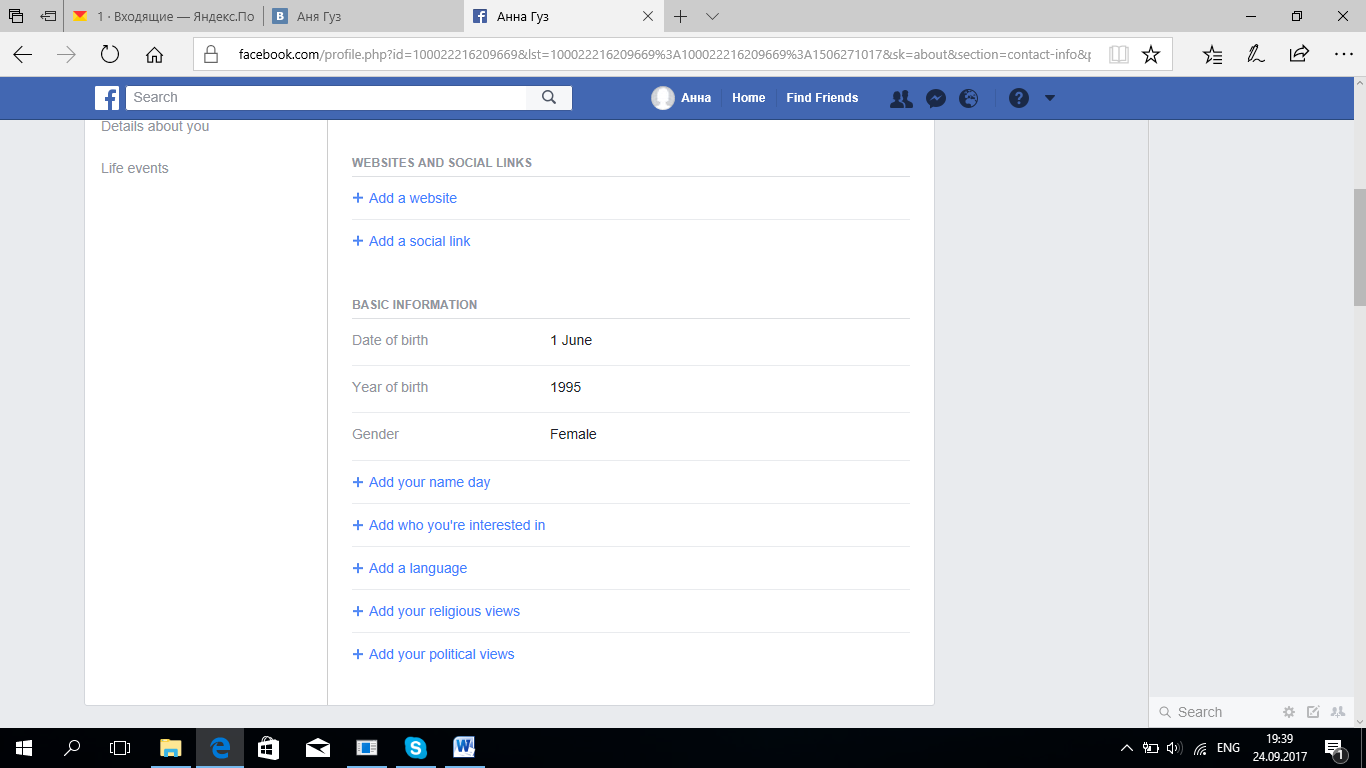 1 · Входящие — Яндекс.По
Аня Гуз
Анна Гуз
facebook.com/profile.php?id=100022216209669&lst=100022216209669%3A100022216209669%3A1506271017&sk=about&section=contact-info&p
Search
Анна
Home
Find Friends
Details about you
Life events
WEBSITES AND SOCIAL LINKS
+ Add a website
+ Add a social link
BASIC INFORMATION
Date of birth 1 June
Year of birth 1995
Gender Female
+ Add your name day
+ Add who you're interested in
+ Add a language
+ Add your religious views
+ Add your political views
Search
ENG
19:39
24.09.2017
1